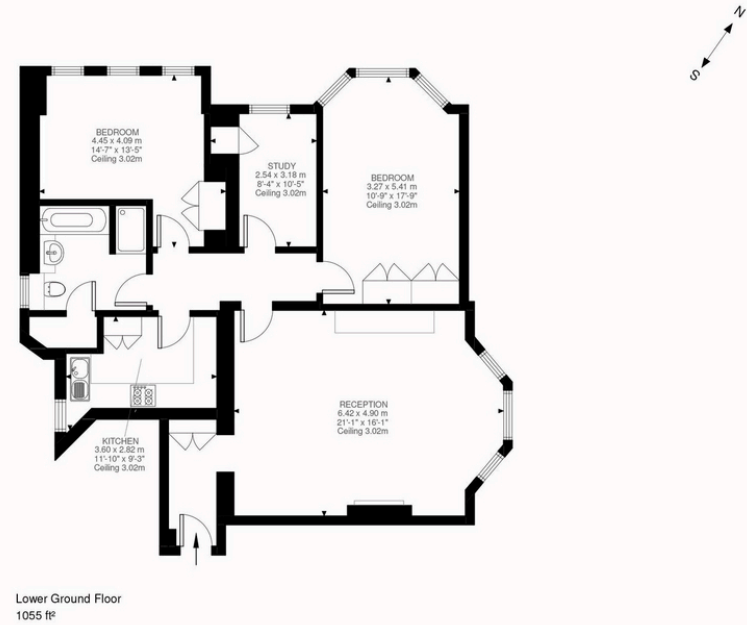 N
S
BEDROOM
4.45 x 4.09 m
14'-7" x 13'-5"
Ceiling 3.02m
STUDY
2.54 x 3.18 m
8'-4" x 10'-5"
Ceiling 3.02m
BEDROOM
3.27 x 5.41 m
10'-9" x 17'-9"
Ceiling 3.02m
RECEPTION
6.42 x 4.90 m
21'-1" x 16'-1"
Ceiling 3.02m
KITCHEN
3.60 x 2.82 m
11'-10" x 9'-3"
Ceiling 3.02m
Lower Ground Floor
1055 ft²